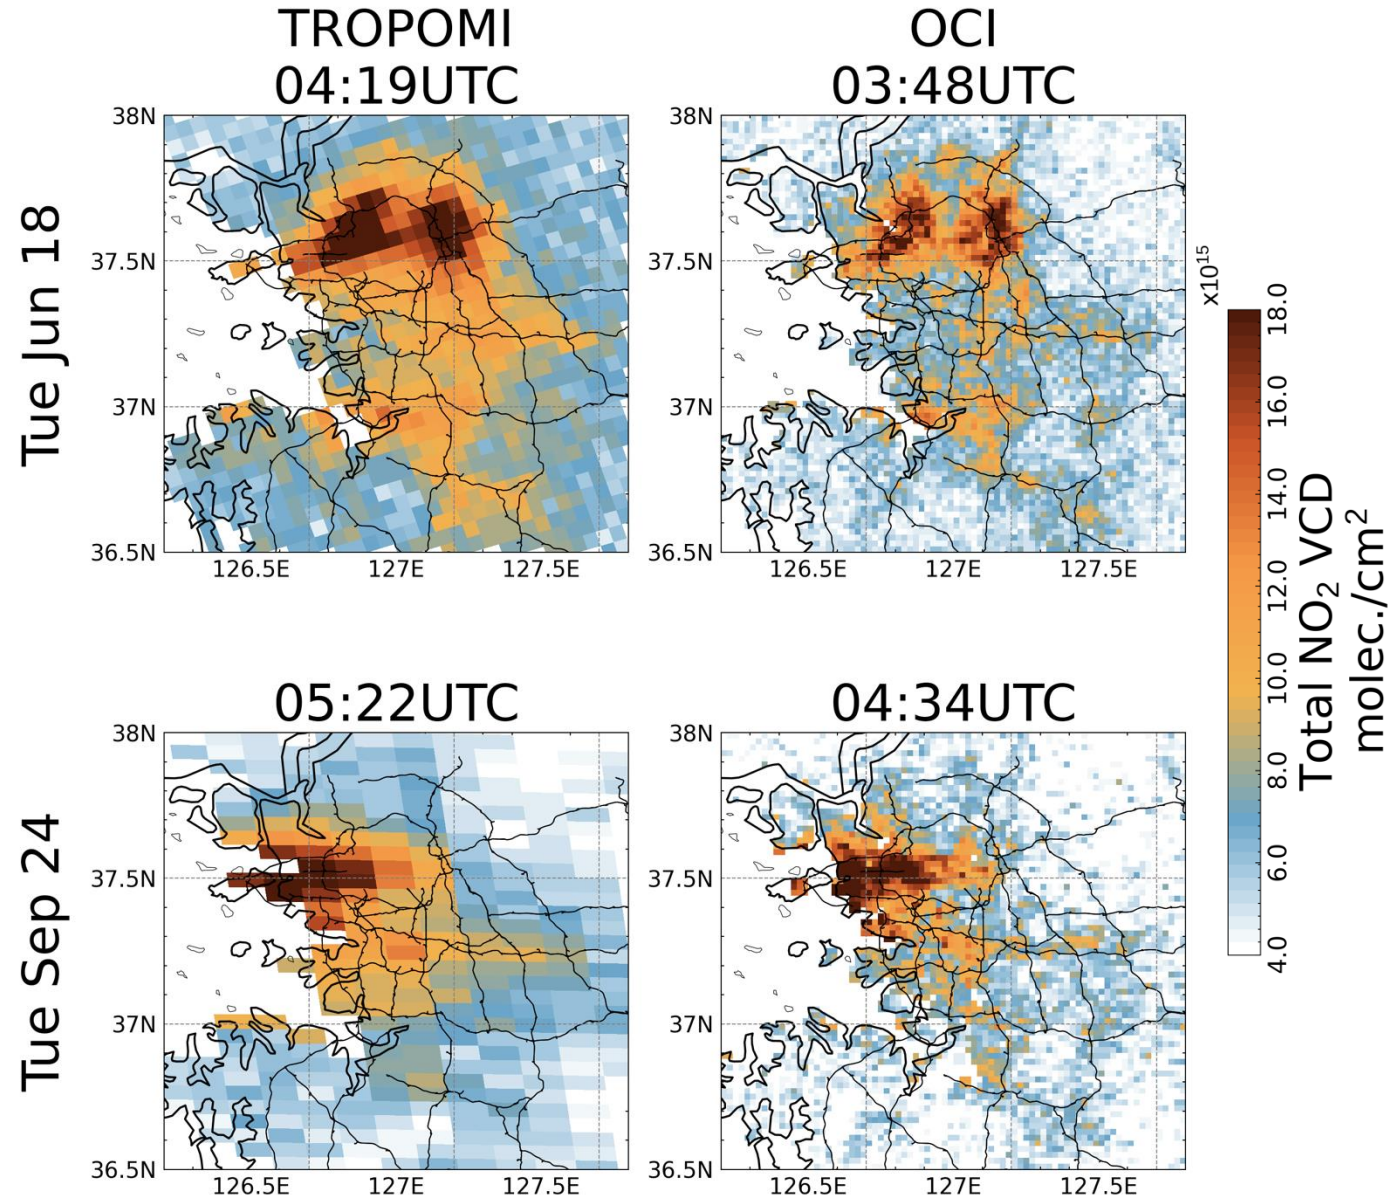 TROPOMI
04:19UTC
OCI
03:48UTC
Tue Jun 18
38N
37.5N
37N
36.5N
126.5E 127E 127.5E
38N
37.5N
37N
36.5N
126.5E 127E 127.5E
05:22UTC
04:34UTC
Tue Sep 24
38N
37.5N
37N
36.5N
126.5E 127E 127.5E
38N
37.5N
37N
36.5N
126.5E 127E 127.5E
x10¹⁵
18.0
16.0
14.0
12.0
10.0
8.0
6.0
4.0
Total NO₂ VCD
molec./cm²